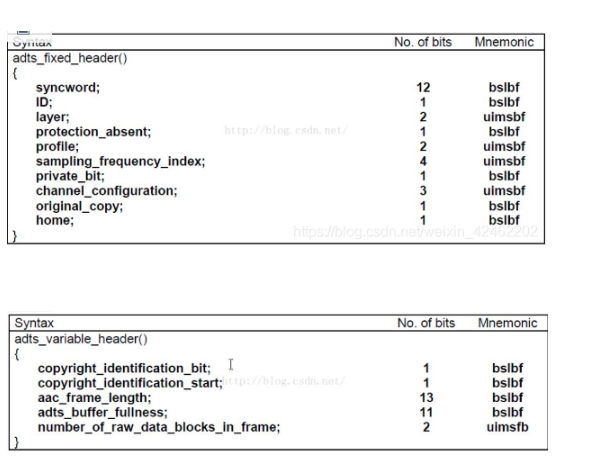 Syntax No. of bits Mnemonic
adts_fixed_header()
{
syncword; 12 bslbf
ID; 1 bslbf
layer; 2 uimsbf
protection_absent; 1 bslbf
http://blog.csdn.net/
profile; 2 uimsbf
sampling_frequency_index; 4 uimsbf
private_bit; 1 bslbf
channel_configuration; 3 uimsbf
original_copy; 1 bslbf
home; 1 bslbf
https://blog.csdn.net/weixin_42462202
}
Syntax No. of bits Mnemonic
adts_variable_header()
{
copyright_identification_bit; 1 bslbf
copyright_identification_start; 1 bslbf
http://blog.csdn.net/
aac_frame_length; 13 bslbf
adts_buffer_fullness; 11 bslbf
number_of_raw_data_blocks_in_frame; 2 uimsfb
}